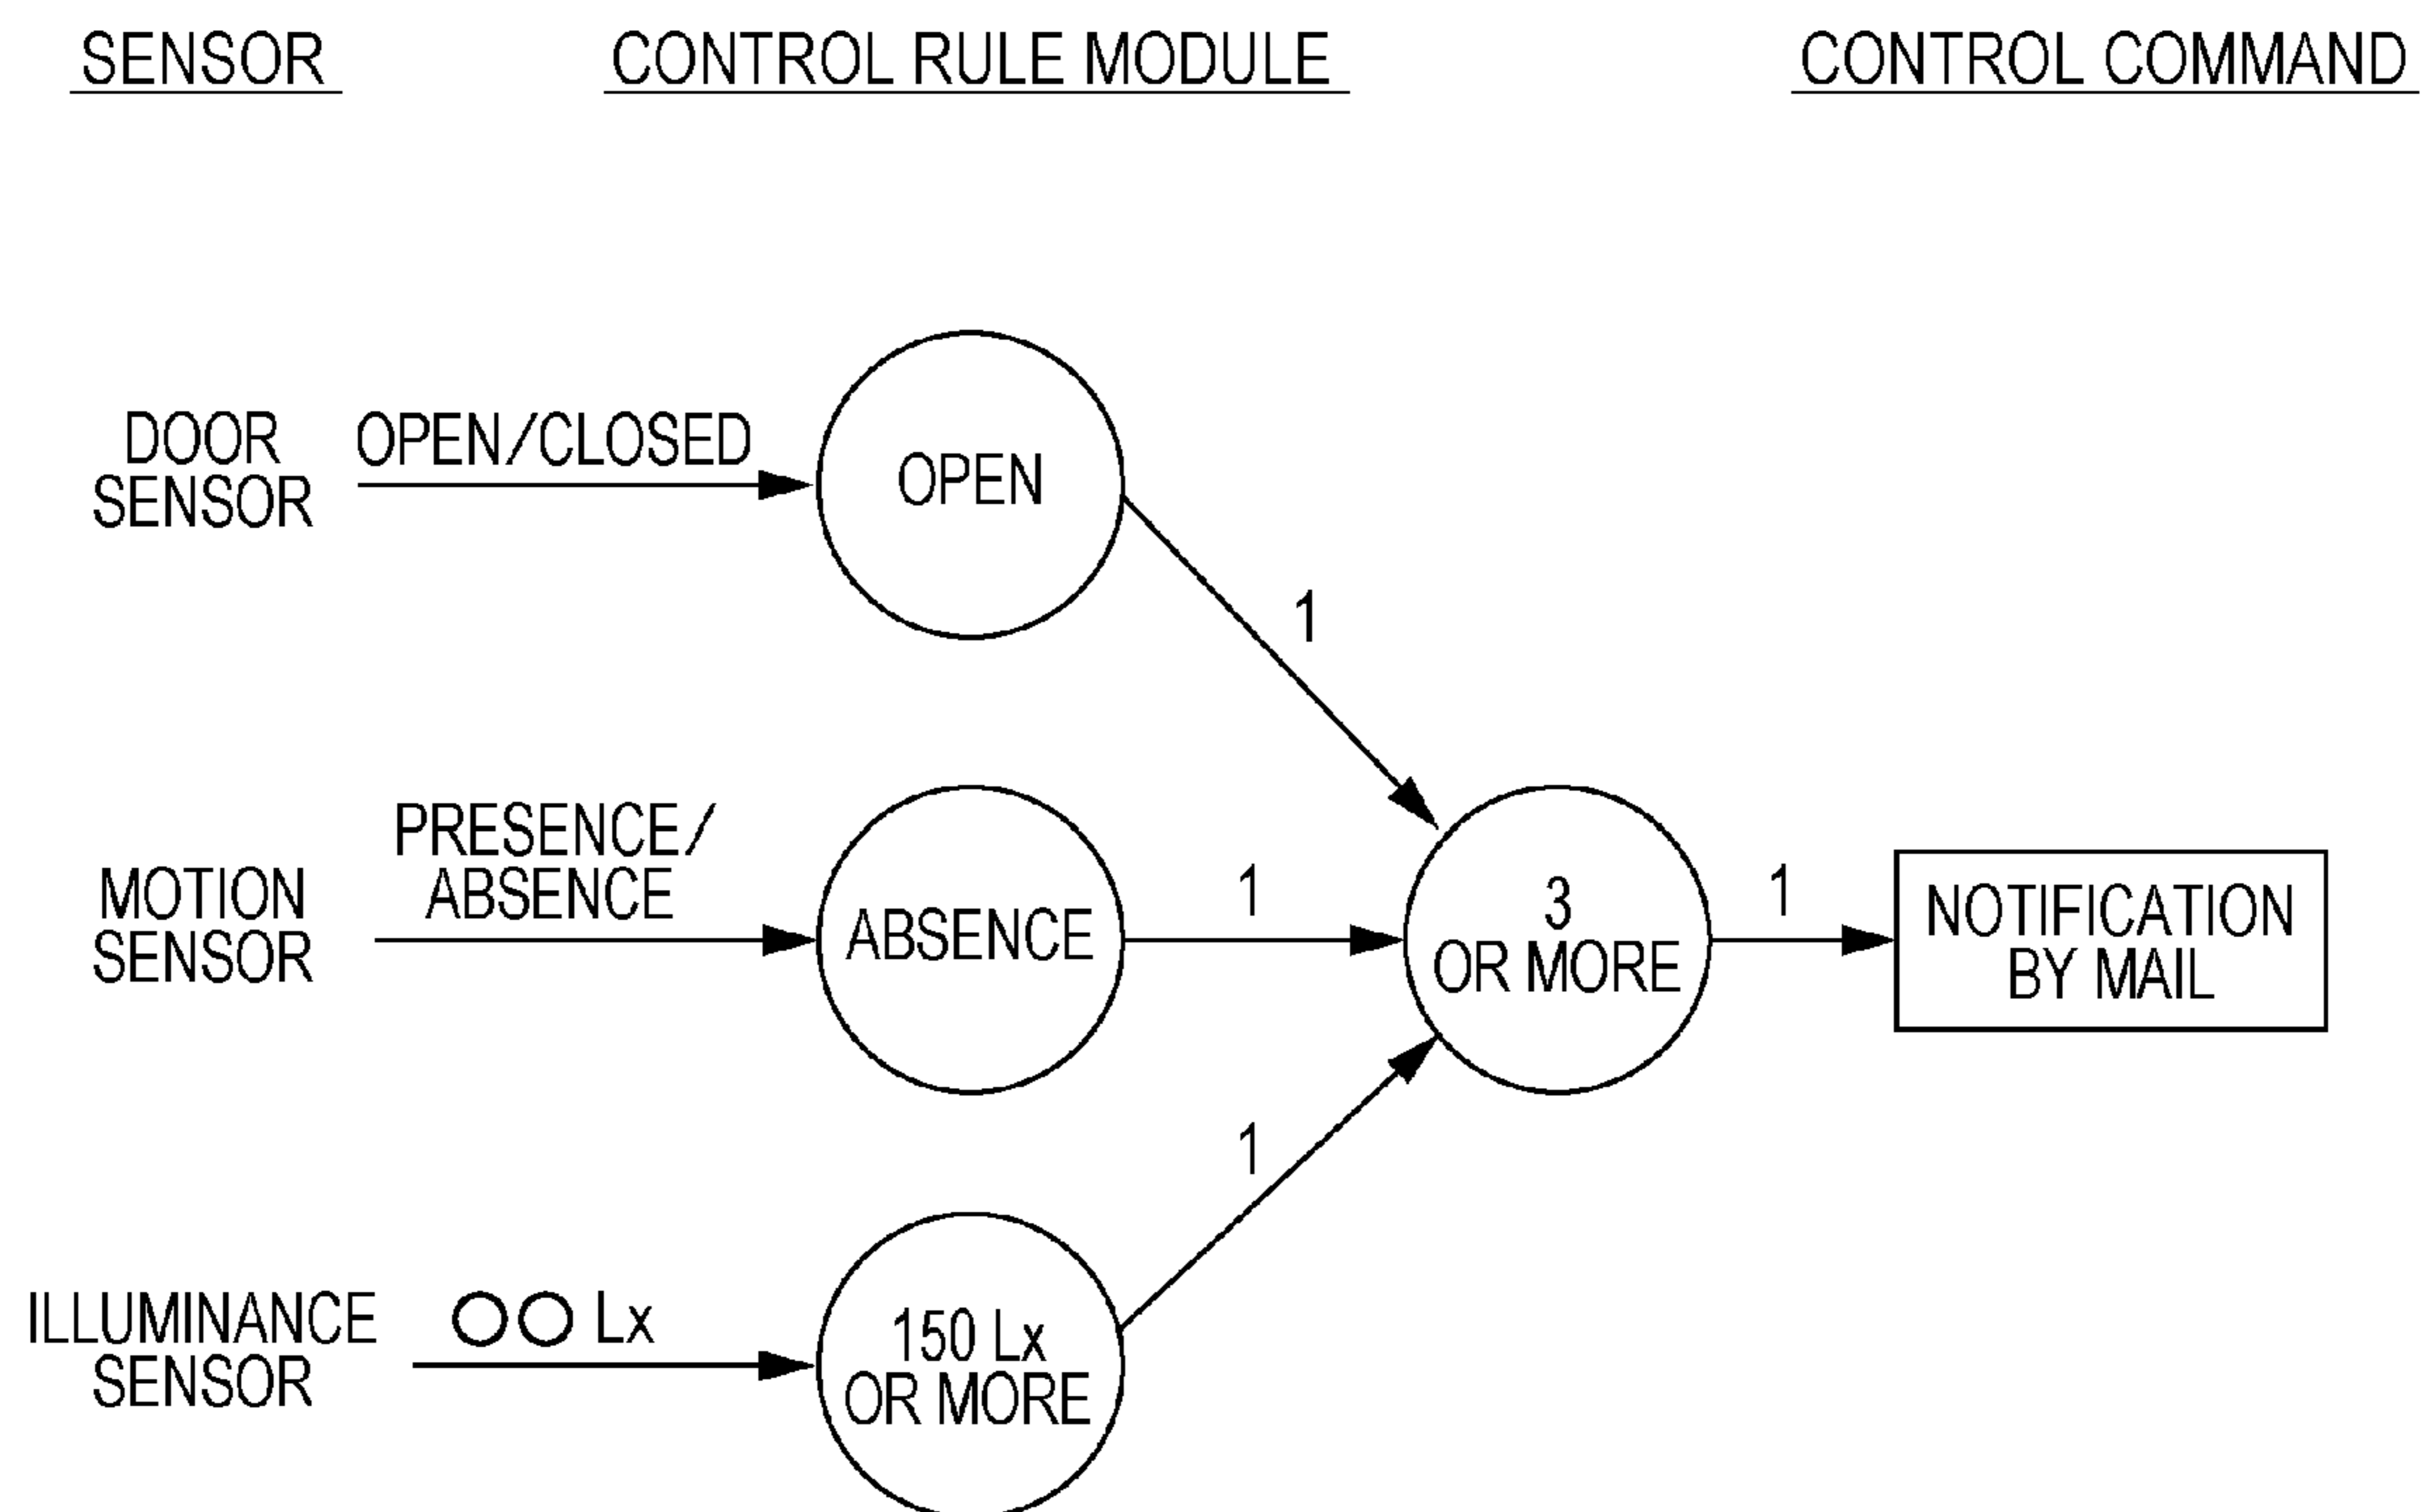 SENSOR
CONTROL RULE MODULE
CONTROL COMMAND
DOOR
SENSOR
OPEN/CLOSED
OPEN
1
MOTION
SENSOR
PRESENCE/
ABSENCE
ABSENCE
1
3
OR MORE
1
NOTIFICATION
BY MAIL
ILLUMINANCE
SENSOR
○○ Lx
150 Lx
OR MORE
1